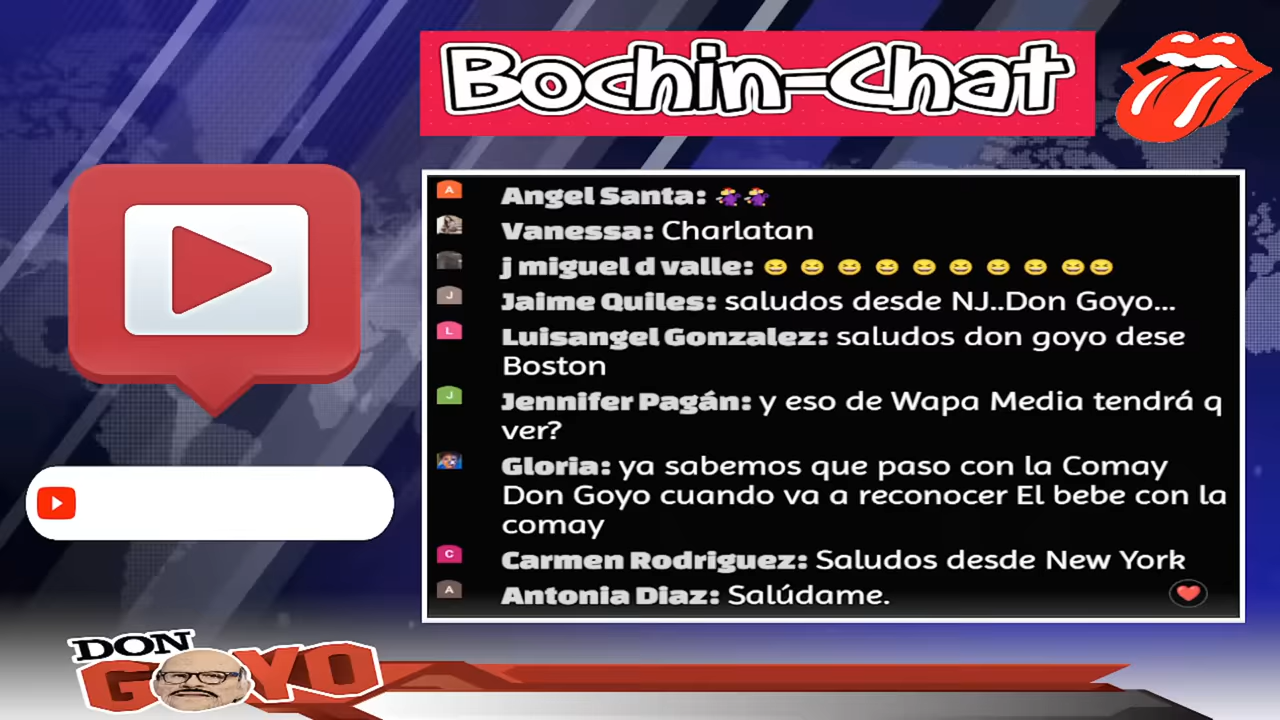 Bochin-Chat
A
Angel Santa:
Vanessa: Charlatan
j miguel d valle: 😆 😆 😆 😆 😆 😆 😆 😆 😆😆
J
Jaime Quiles: saludos desde NJ..Don Goyo...
L
Luisangel Gonzalez: saludos don goyo dese
Boston
J
Jennifer Pagán: y eso de Wapa Media tendrá q
ver?
Gloria: ya sabemos que paso con la Comay
Don Goyo cuando va a reconocer El bebe con la
comay
C
Carmen Rodriguez: Saludos desde New York
A
Antonia Diaz: Salúdame.
DON
GOYO